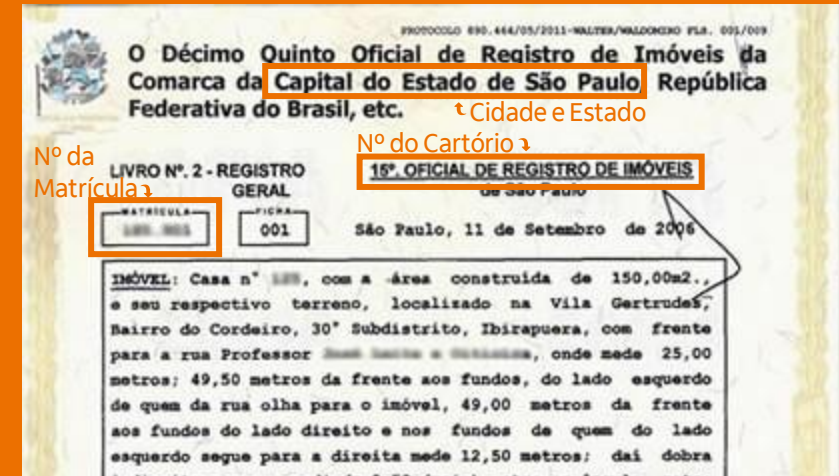 PROTOCOLO 890.464/05/2011-WALTER/WALDOMIRO FLS. 001/009
O Décimo Quinto Oficial de Registro de Imóveis da
Comarca da Capital do Estado de São Paulo, República
Federativa do Brasil, etc.
Cidade e Estado
Nº do Cartório
Nº da
Matrícula
LIVRO Nº. 2 - REGISTRO
GERAL
15º. OFICIAL DE REGISTRO DE IMÓVEIS
de São Paulo
MATRÍCULA
FICHA
001
São Paulo, 11 de Setembro de 2006
IMÓVEL: Casa n°, com a área construída de 150,00m2.,
e seu respectivo terreno, localizado na Vila Gertrudes,
Bairro do Cordeiro, 30° Subdistrito, Ibirapuera, com frente
para a rua Professor, onde mede 25,00
metros; 49,50 metros da frente aos fundos, do lado esquerdo
de quem da rua olha para o imóvel, 49,00 metros da frente
aos fundos do lado direito e nos fundos de quem do lado
esquerdo segue para a direita mede 12,50 metros; daí dobra